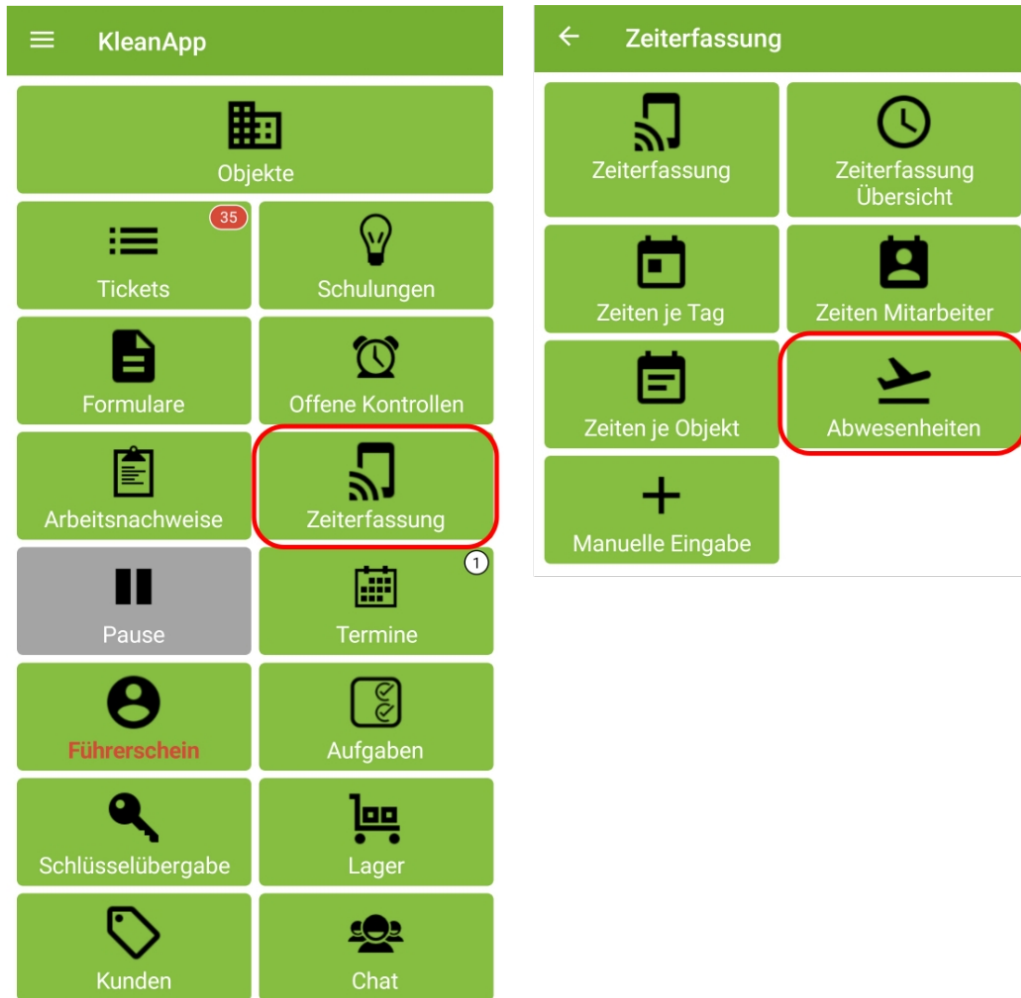 KleanApp
Objekte
35
Tickets
Schulungen
Formulare
Offene Kontrollen
Arbeitsnachweise
Zeiterfassung
1
Pause
Termine
Führerschein
Aufgaben
Schlüsselübergabe
Lager
Kunden
Chat
Zeiterfassung
Zeiterfassung
Zeiterfassung
Übersicht
Zeiten je Tag
Zeiten Mitarbeiter
Zeiten je Objekt
Abwesenheiten
Manuelle Eingabe